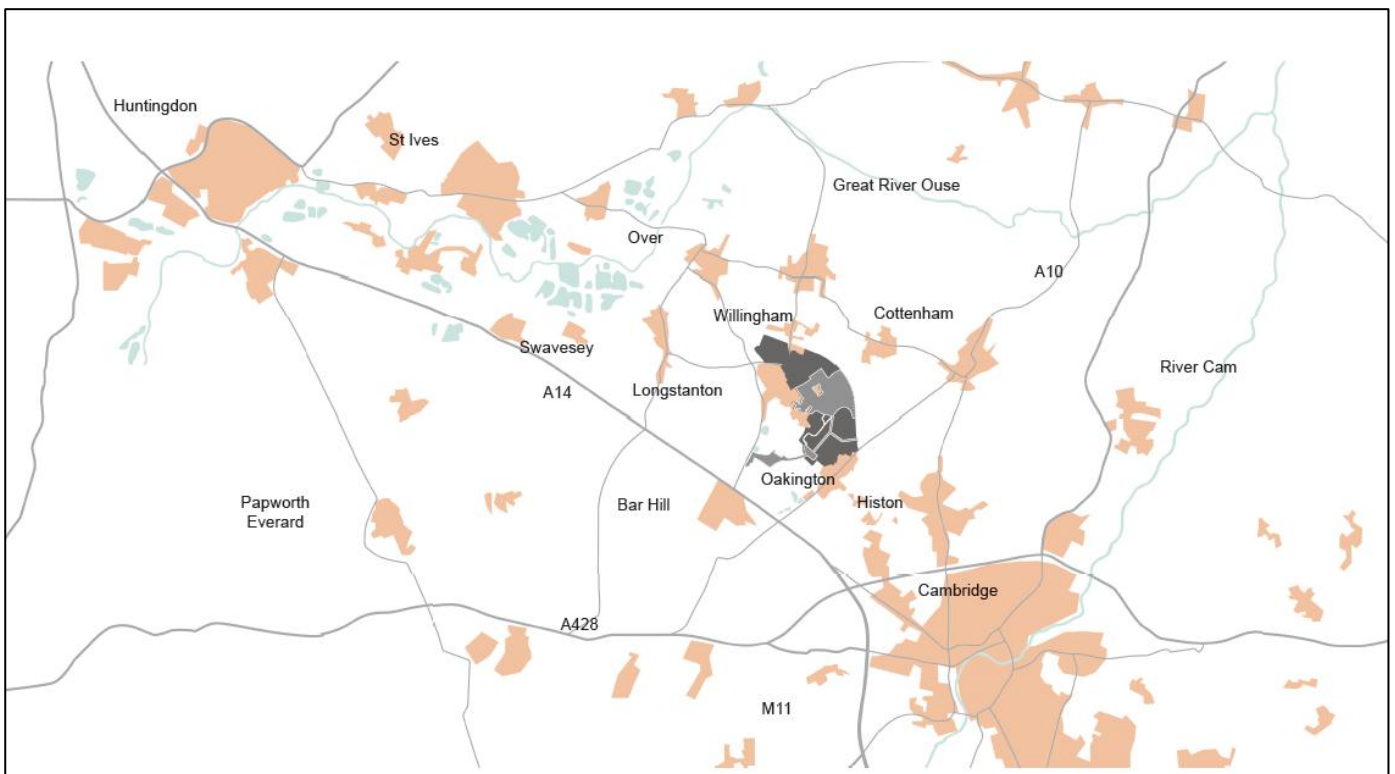 Huntingdon
St Ives
Great River Ouse
Over
A10
Willingham
Cottenham
Swavesey
River Cam
A14
Longstanton
Oakington
Papworth
Everard
Bar Hill
Histon
Cambridge
A428
M11